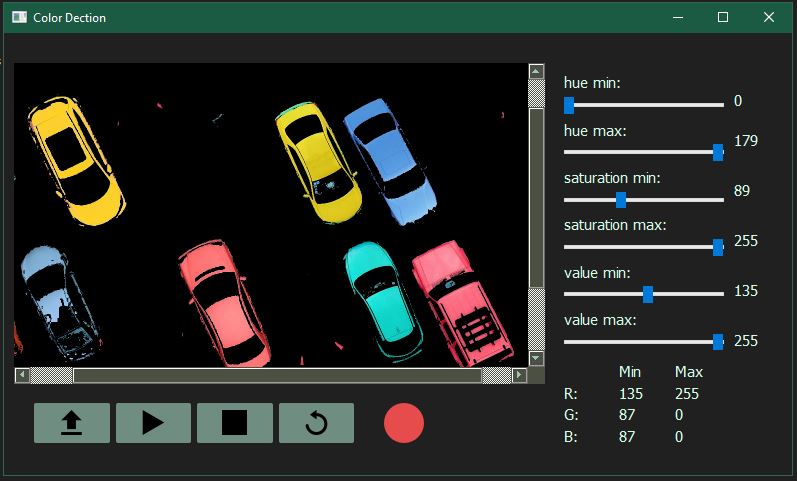 Color Dection
hue min:
0
hue max:
179
saturation min:
89
saturation max:
255
value min:
135
value max:
255
Min Max
R: 135 255
G: 87 0
B: 87 0